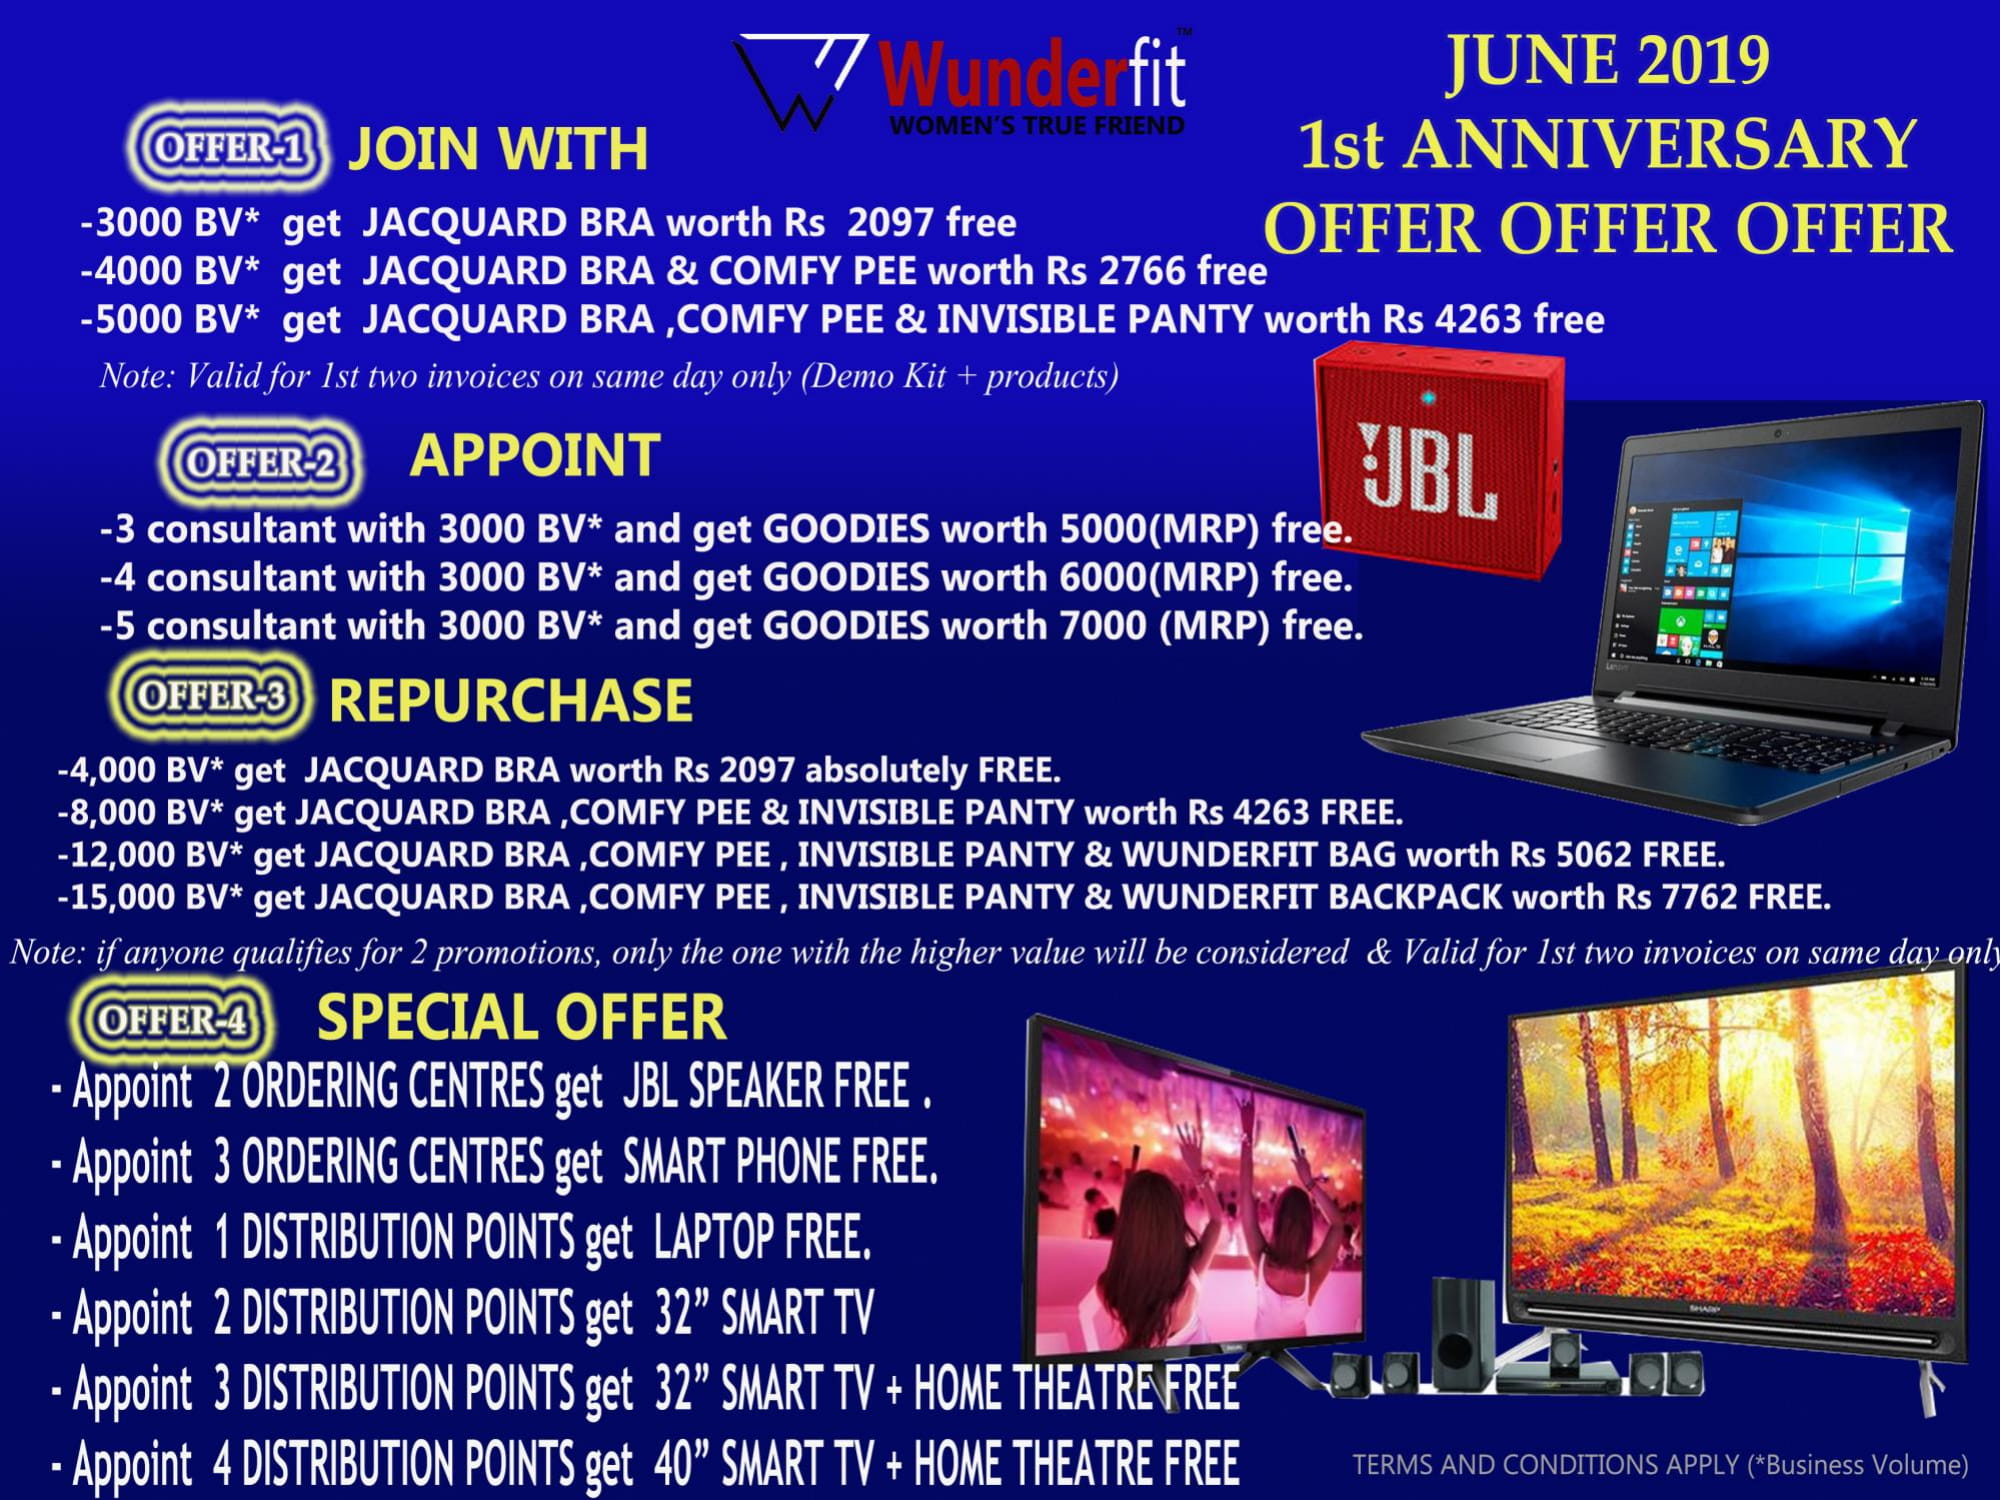 Wunderfit™
WOMEN'S TRUE FRIEND
JUNE 2019
1st ANNIVERSARY
OFFER OFFER OFFER
OFFER-1 JOIN WITH
-3000 BV* get JACQUARD BRA worth Rs 2097 free
-4000 BV* get JACQUARD BRA & COMFY PEE worth Rs 2766 free
-5000 BV* get JACQUARD BRA ,COMFY PEE & INVISIBLE PANTY worth Rs 4263 free
Note: Valid for 1st two invoices on same day only (Demo Kit + products)
JBL
OFFER-2 APPOINT
-3 consultant with 3000 BV* and get GOODIES worth 5000(MRP) free.
-4 consultant with 3000 BV* and get GOODIES worth 6000(MRP) free.
-5 consultant with 3000 BV* and get GOODIES worth 7000 (MRP) free.
OFFER-3 REPURCHASE
-4,000 BV* get JACQUARD BRA worth Rs 2097 absolutely FREE.
-8,000 BV* get JACQUARD BRA ,COMFY PEE & INVISIBLE PANTY worth Rs 4263 FREE.
-12,000 BV* get JACQUARD BRA ,COMFY PEE , INVISIBLE PANTY & WUNDERFIT BAG worth Rs 5062 FREE.
-15,000 BV* get JACQUARD BRA ,COMFY PEE , INVISIBLE PANTY & WUNDERFIT BACKPACK worth Rs 7762 FREE.
Note: if anyone qualifies for 2 promotions, only the one with the higher value will be considered & Valid for 1st two invoices on same day only
OFFER-4 SPECIAL OFFER
- Appoint 2 ORDERING CENTRES get JBL SPEAKER FREE .
- Appoint 3 ORDERING CENTRES get SMART PHONE FREE.
- Appoint 1 DISTRIBUTION POINTS get LAPTOP FREE.
- Appoint 2 DISTRIBUTION POINTS get 32” SMART TV
- Appoint 3 DISTRIBUTION POINTS get 32” SMART TV + HOME THEATRE FREE
- Appoint 4 DISTRIBUTION POINTS get 40” SMART TV + HOME THEATRE FREE
SHARP
TERMS AND CONDITIONS APPLY (*Business Volume)